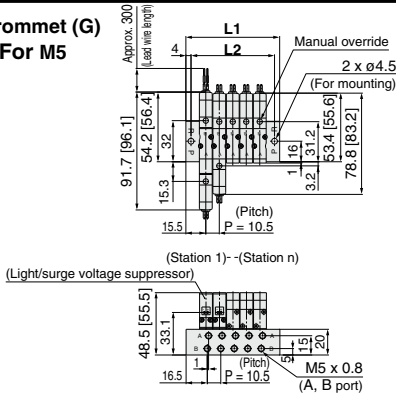 rommet (G)
For M5
Approx. 300
(Lead wire length)
L1
4
L2
Manual override
2 x ø4.5
(For mounting)
91.7 [96.1]
54.2 [56.4]
32
15.3
R
P
R
P
16
1
31.2
3.2
53.4 [55.6]
78.8 [83.2]
(Pitch)
15.5
P = 10.5
(Station 1)- -(Station n)
(Light/surge voltage suppressor)
48.5 [55.5]
33.1
A
B
A
B
5
15
20
1
(Pitch)
16.5
P = 10.5
M5 x 0.8
(A, B port)